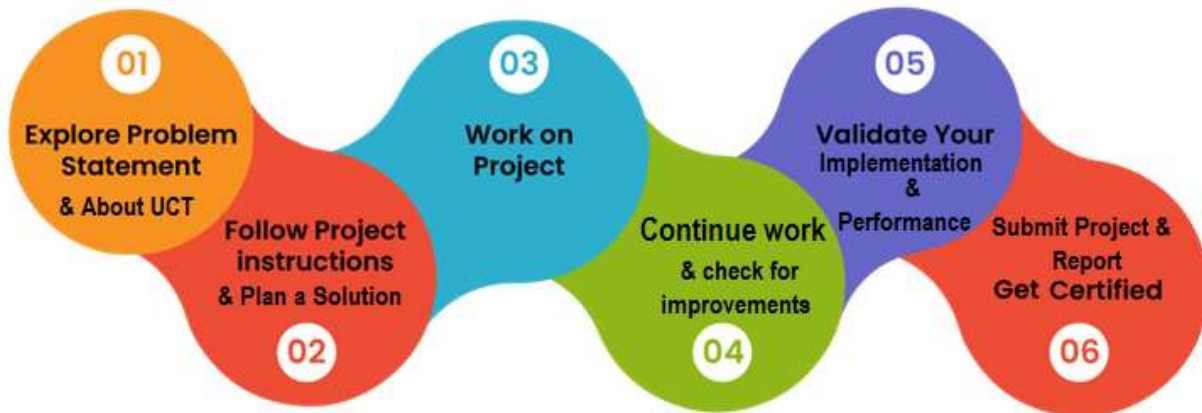 01
Explore Problem
Statement
& About UCT
Follow Project
instructions
& Plan a Solution
02
03
Work on
Project
Continue work
& check for
improvements
04
05
Validate Your
Implementation
&
Performance
Submit Project &
Report
Get Certified
06